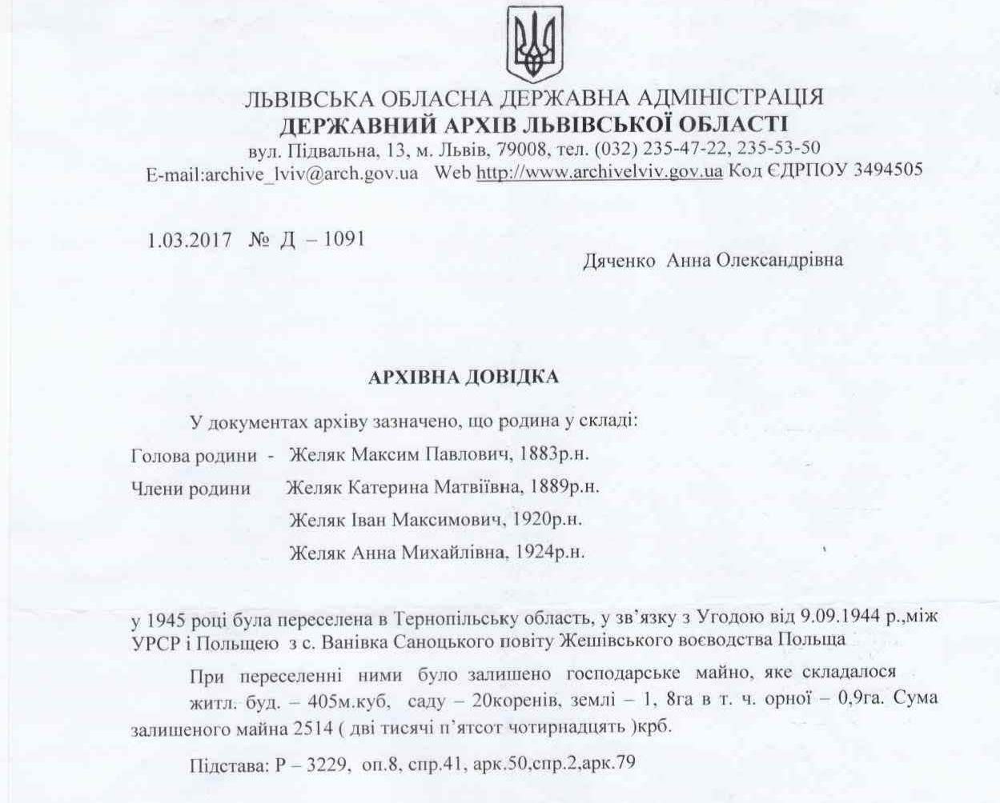 ЛЬВІВСЬКА ОБЛАСНА ДЕРЖАВНА АДМІНІСТРАЦІЯ
ДЕРЖАВНИЙ АРХІВ ЛЬВІВСЬКОЇ ОБЛАСТІ
вул. Підвальна, 13, м. Львів, 79008, тел. (032) 235-47-22, 235-53-50
E-mail:archive_lviv@arch.gov.ua Web http://www.archivelviv.gov.ua Код ЄДРПОУ 3494505
1.03.2017 № Д – 1091
Дяченко Анна Олександрівна
АРХІВНА ДОВІДКА
У документах архіву зазначено, що родина у складі:
Голова родини - Желяк Максим Павлович, 1883р.н.
Члени родини Желяк Катерина Матвіївна, 1889р.н.
Желяк Іван Максимович, 1920р.н.
Желяк Анна Михайлівна, 1924р.н.
у 1945 році була переселена в Тернопільську область, у зв’язку з Угодою від 9.09.1944 р.,між
УРСР і Польщею з с. Ванівка Саноцького повіту Жешівського воєводства Польща
При переселенні ними було залишено господарське майно, яке складалося
житл. буд. – 405м.куб, саду – 20коренів, землі – 1, 8га в т. ч. орної – 0,9га. Сума
залишеного майна 2514 ( дві тисячі п’ятсот чотирнадцять )крб.
Підстава: Р – 3229, оп.8, спр.41, арк.50,спр.2,арк.79